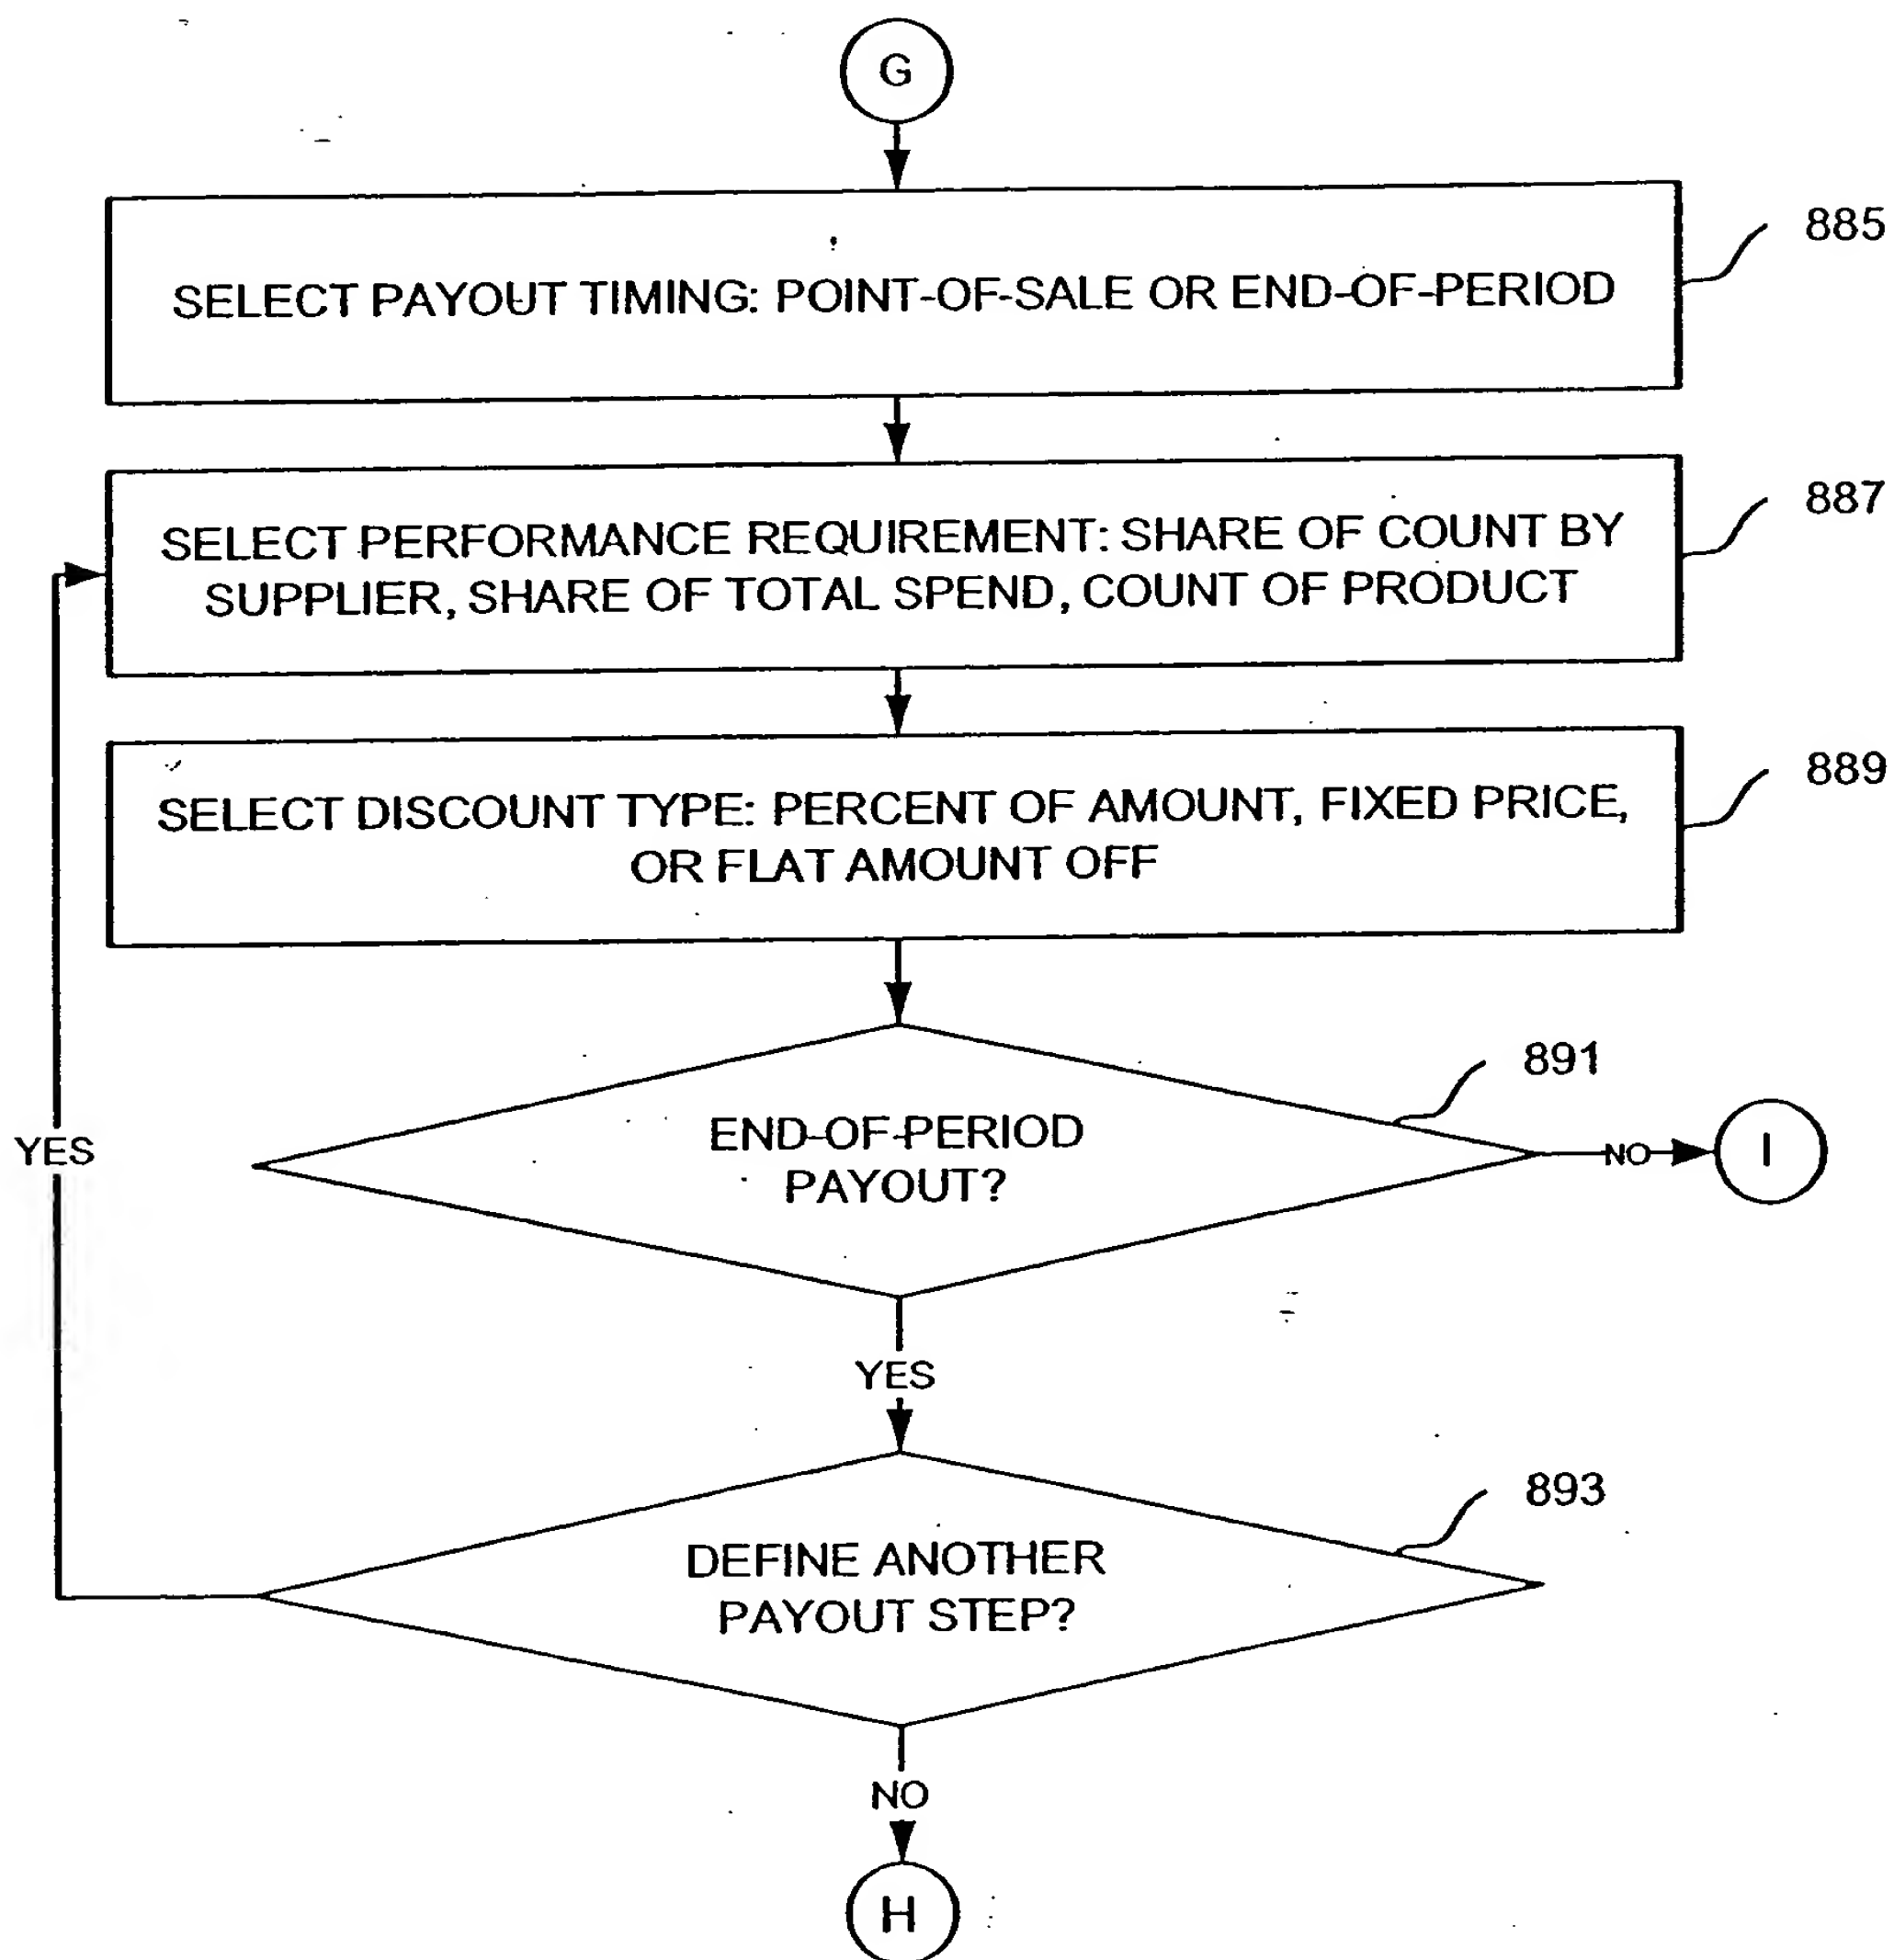 G
885
SELECT PAYOUT TIMING: POINT-OF-SALE OR END-OF-PERIOD
887
SELECT PERFORMANCE REQUIREMENT: SHARE OF COUNT BY
SUPPLIER, SHARE OF TOTAL SPEND, COUNT OF PRODUCT
889
SELECT DISCOUNT TYPE: PERCENT OF AMOUNT, FIXED PRICE,
OR FLAT AMOUNT OFF
891
END-OF-PERIOD
PAYOUT?
NO
I
YES
YES
893
DEFINE ANOTHER
PAYOUT STEP?
NO
H